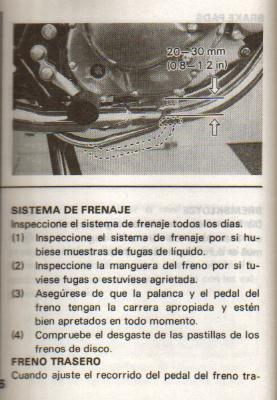 20–30 mm
(0.8–1.2 in)
SISTEMA DE FRENAJE
Inspeccione el sistema de frenaje todos los días.
(1) Inspeccione el sistema de frenaje por si hu-
biese muestras de fugas de líquido.
(2) Inspeccione la manguera del freno por si tu-
viese fugas o estuviese agrietada.
(3) Asegúrese de que la palanca y el pedal del
freno tengan la carrera apropiada y estén
bien apretados en todo momento.
(4) Compruebe el desgaste de las pastillas de los
frenos de disco.
FRENO TRASERO
Cuando ajuste el recorrido del pedal del freno tra-